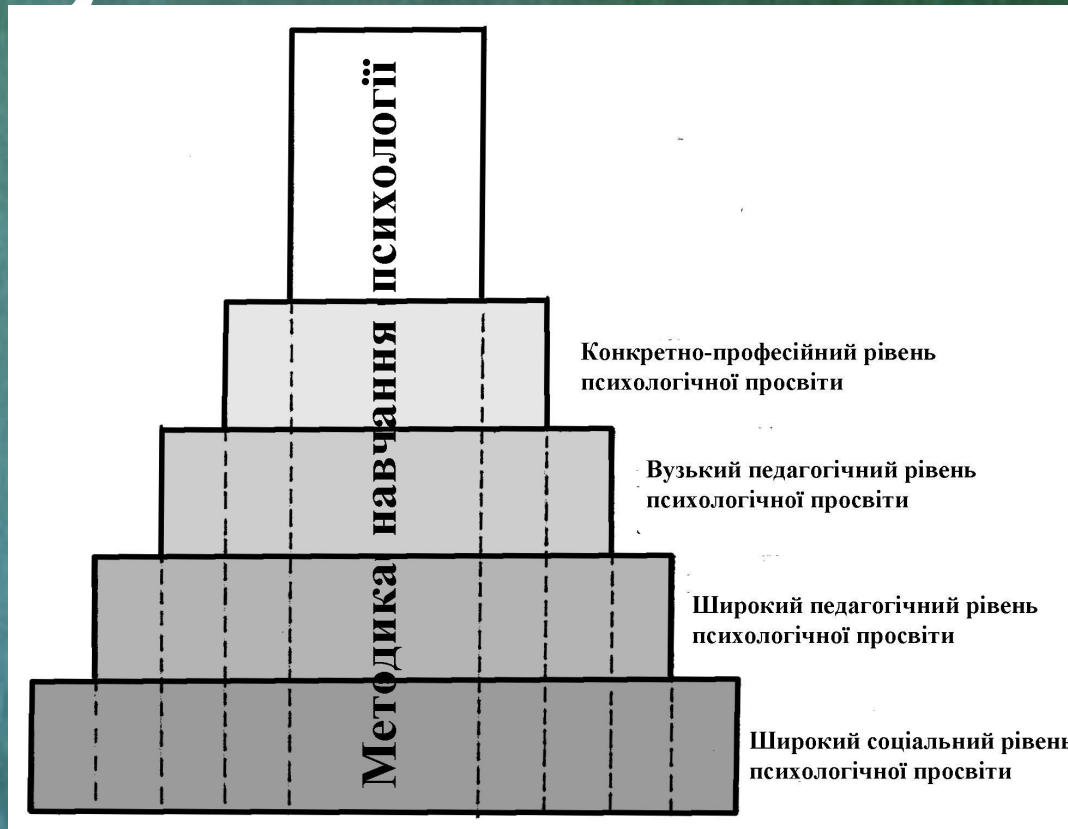 Методика навчання психології
Конкретно-професійний рівень
психологічної просвіти
Вузький педагогічний рівень
психологічної просвіти
Широкий педагогічний рівень
психологічної просвіти
Широкий соціальний рівень
психологічної просвіти